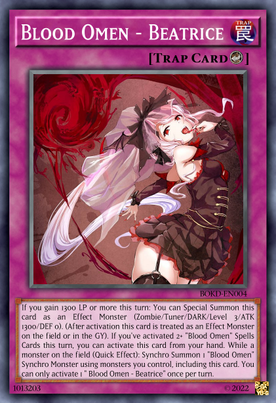 BLOOD OMEN - BEATRICE
TRAP
罠
[TRAP CARD]
BOKD-EN004
If you gain 1300 LP or more this turn: You can Special Summon this
card as an Effect Monster (Zombie/Tuner/DARK/Level 3/ATK
1300/DEF 0). (After activation this card is treated as an Effect Monster
on the field or in the GY). If you've activated 2+ "Blood Omen" Spells
Cards this turn, you can activate this card from your hand. While a
monster on the field (Quick Effect): Synchro Summon 1 "Blood Omen"
Synchro Monster using monsters you control, including this card. You
can only activate 1 " Blood Omen - Beatrice" once per turn.
1013203
©2022